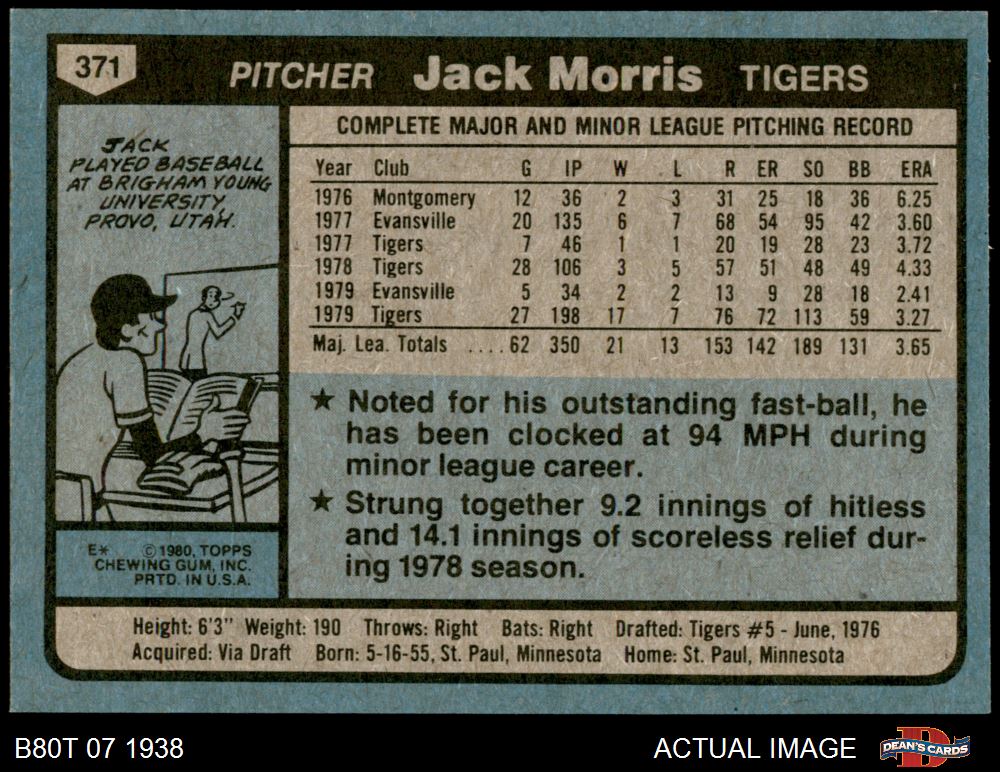 371
PITCHER Jack Morris TIGERS
JACK
PLAYED BASEBALL
AT BRIGHAM YOUNG
UNIVERSITY,
PROVO, UTAH.
COMPLETE MAJOR AND MINOR LEAGUE PITCHING RECORD
Year Club G IP W L R ER SO BB ERA
1976 Montgomery 12 36 2 3 31 25 18 36 6.25
1977 Evansville 20 135 6 7 68 54 95 42 3.60
1977 Tigers 7 46 1 1 20 19 28 23 3.72
1978 Tigers 28 106 3 5 57 51 48 49 4.33
1979 Evansville 5 34 2 2 13 9 28 18 2.41
1979 Tigers 27 198 17 7 76 72 113 59 3.27
Maj. Lea. Totals ....62 350 21 13 153 142 189 131 3.65
★ Noted for his outstanding fast-ball, he
has been clocked at 94 MPH during
minor league career.
★ Strung together 9.2 innings of hitless
and 14.1 innings of scoreless relief dur-
ing 1978 season.
E* ©1980, TOPPS
CHEWING GUM, INC.
PRTD. IN U.S.A.
Height: 6'3" Weight: 190 Throws: Right Bats: Right Drafted: Tigers #5 - June, 1976
Acquired: Via Draft Born: 5-16-55, St. Paul, Minnesota Home: St. Paul, Minnesota
B80T 07 1938
ACTUAL IMAGE
D
DEAN'S CARDS